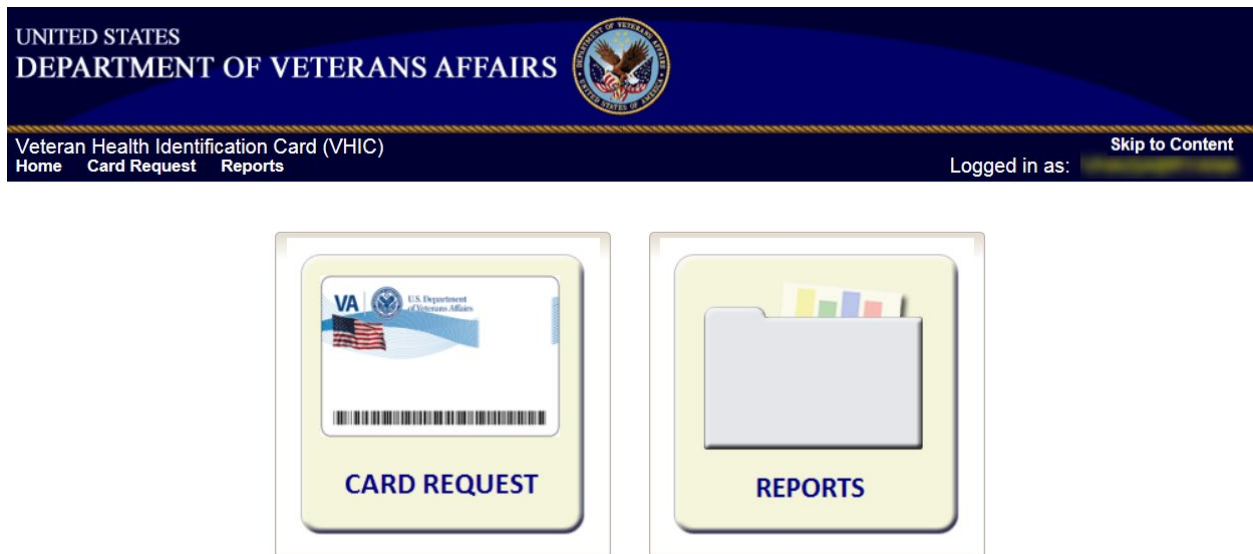 UNITED STATES
DEPARTMENT OF VETERANS AFFAIRS
Veteran Health Identification Card (VHIC)
Skip to Content
Home Card Request Reports
Logged in as:
VA
U.S. Department
of Veterans Affairs
CARD REQUEST
REPORTS